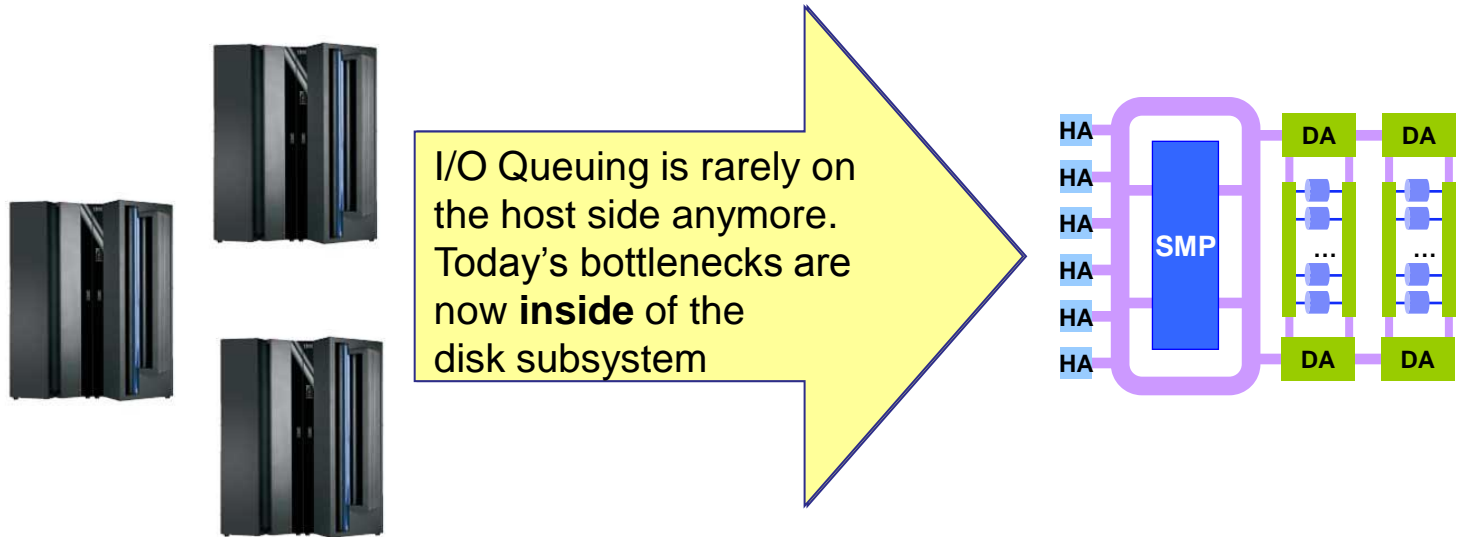 I/O Queuing is rarely on
the host side anymore.
Today's bottlenecks are
now inside of the
disk subsystem
HA
HA
HA
HA
HA
HA
SMP
DA
DA
...
...
DA
DA